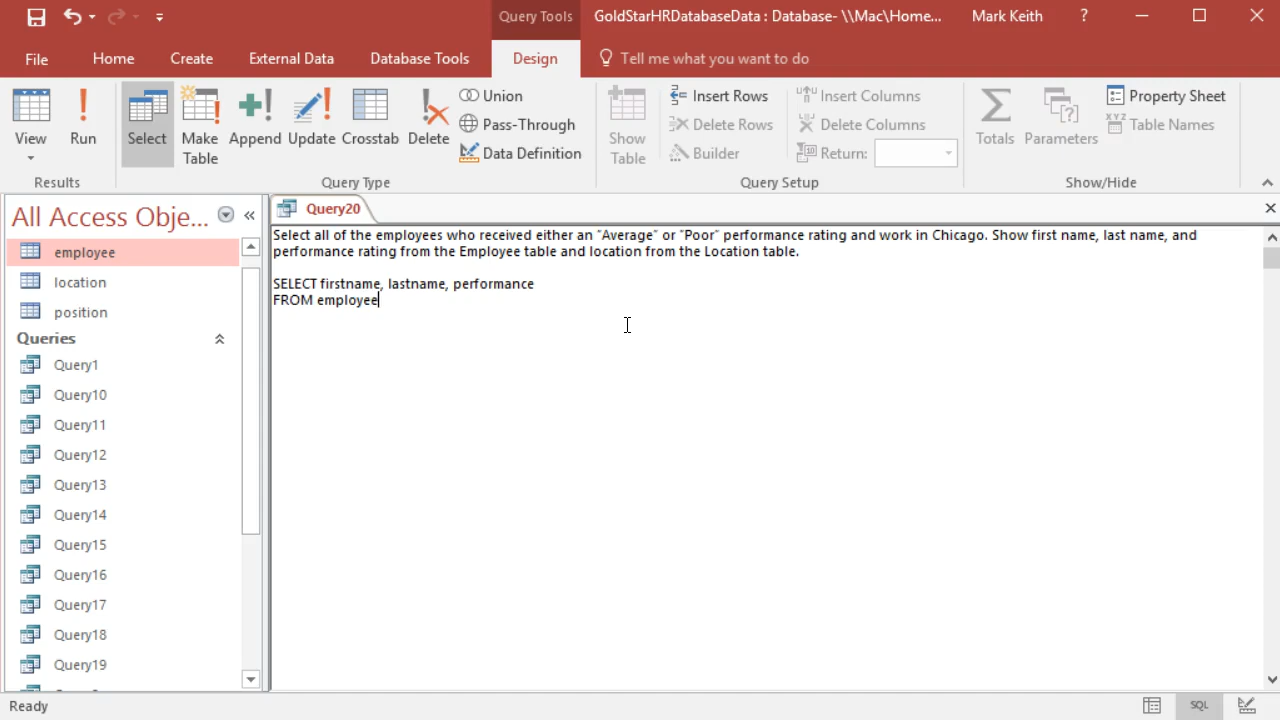 Query Tools
GoldStarHRDatabaseData : Database- \\Mac\Home...
Mark Keith
?
File
Home
Create
External Data
Database Tools
Design
Tell me what you want to do
View
Run
Results
Select
Make Table
Append
Update
Crosstab
Delete
Union
Pass-Through
Data Definition
Query Type
Show Table
Insert Rows
Delete Rows
Builder
Insert Columns
Delete Columns
Return:
Query Setup
Totals
Parameters
Property Sheet
Table Names
Show/Hide
All Access Obje...
employee
location
position
Queries
Query1
Query10
Query11
Query12
Query13
Query14
Query15
Query16
Query17
Query18
Query19
Query20
Select all of the employees who received either an "Average" or "Poor" performance rating and work in Chicago. Show first name, last name, and
performance rating from the Employee table and location from the Location table.
SELECT firstname, lastname, performance
FROM employee
Ready
SQL